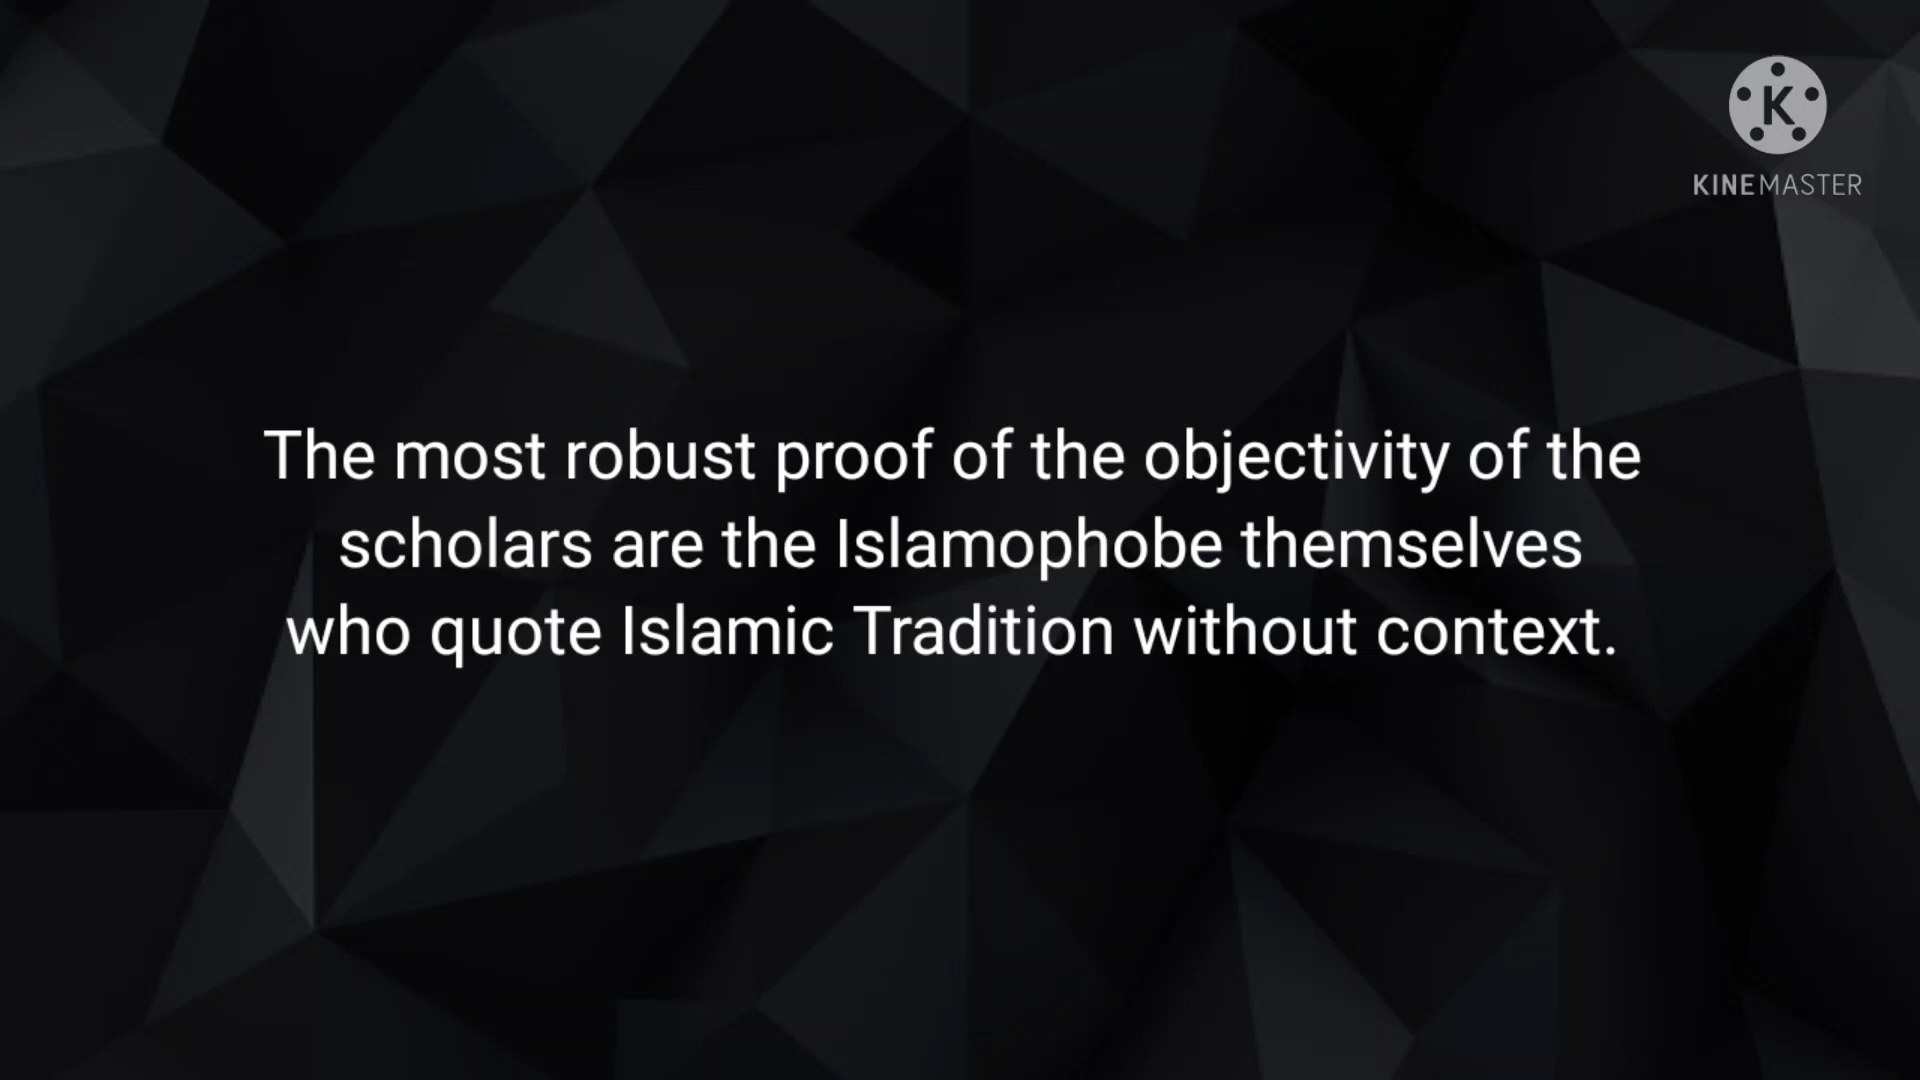 K
KINEMASTER
The most robust proof of the objectivity of the
scholars are the Islamophobe themselves
who quote Islamic Tradition without context.